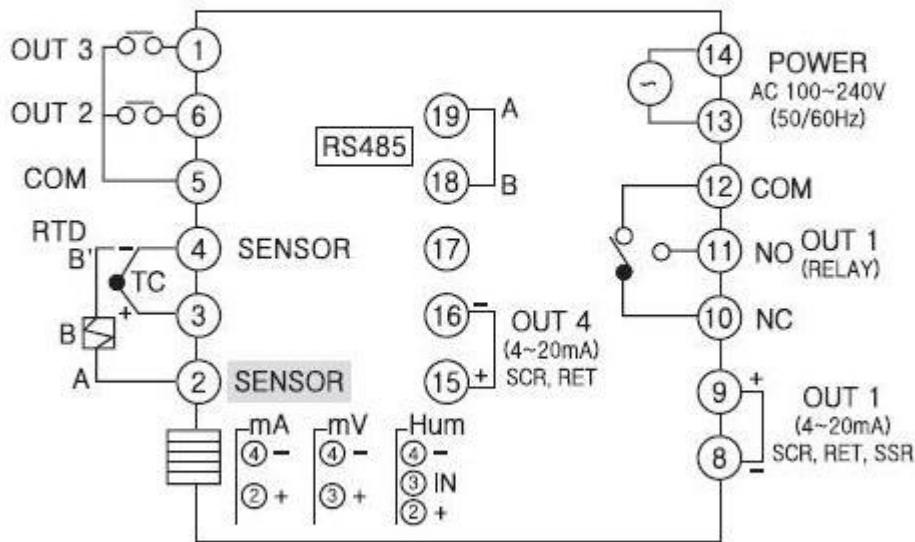 OUT 3
1
OUT 2
6
COM
5
RTD
B'
−
4
SENSOR
TC
+
3
B
A
2
SENSOR
mA
4 −
2 +
mV
4 −
3 +
Hum
4 −
3 IN
2 +
RS485
19
A
18
B
17
16
−
15
+
OUT 4
(4~20mA)
SCR, RET
14
13
POWER
AC 100~240V
(50/60Hz)
~
12
COM
11
NO
OUT 1
(RELAY)
10
NC
9
+
8
−
OUT 1
(4~20mA)
SCR, RET, SSR